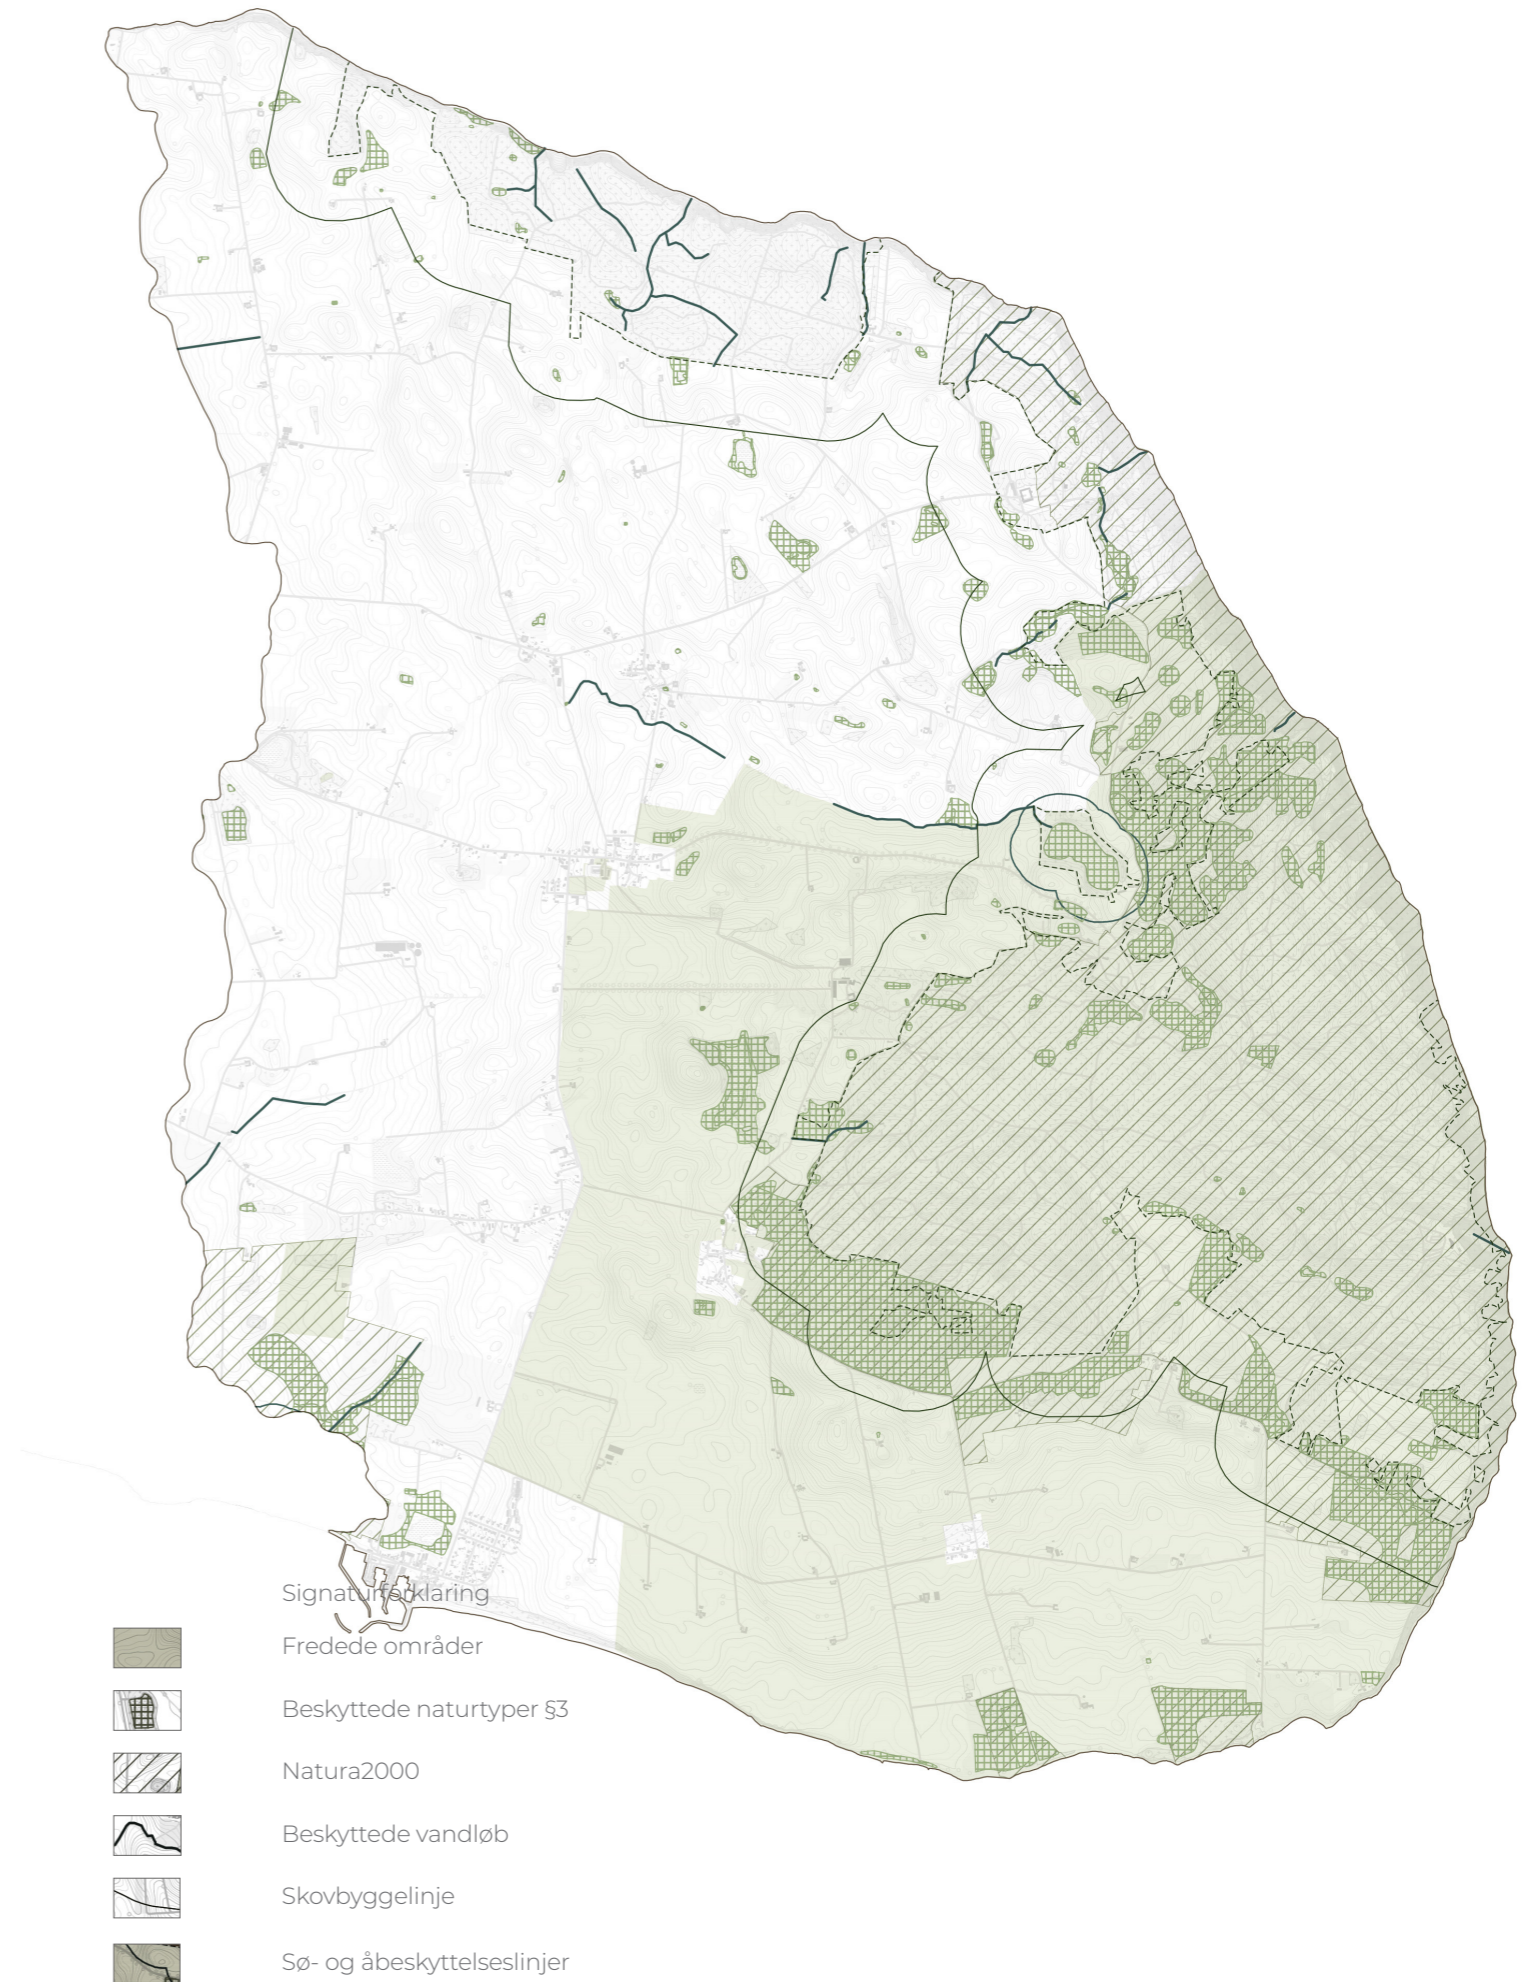 Signaturforklaring
Fredede områder
Beskyttede naturtyper §3
Natura2000
Beskyttede vandløb
Skovbyggelinje
Sø- og åbeskyttelseslinjer